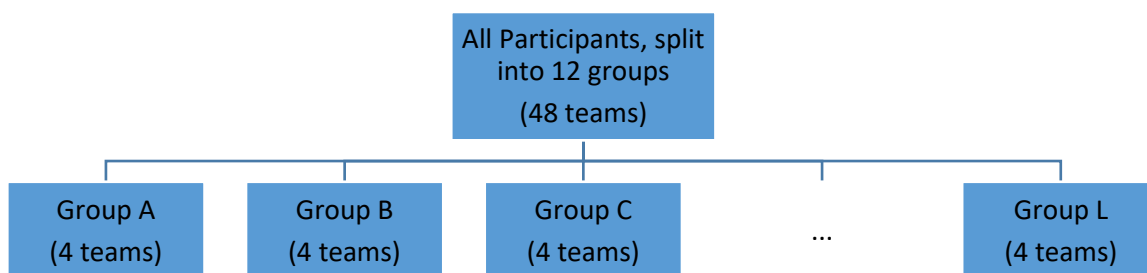 All Participants, split
into 12 groups
(48 teams)
Group A
(4 teams)
Group B
(4 teams)
Group C
(4 teams)
...
Group L
(4 teams)